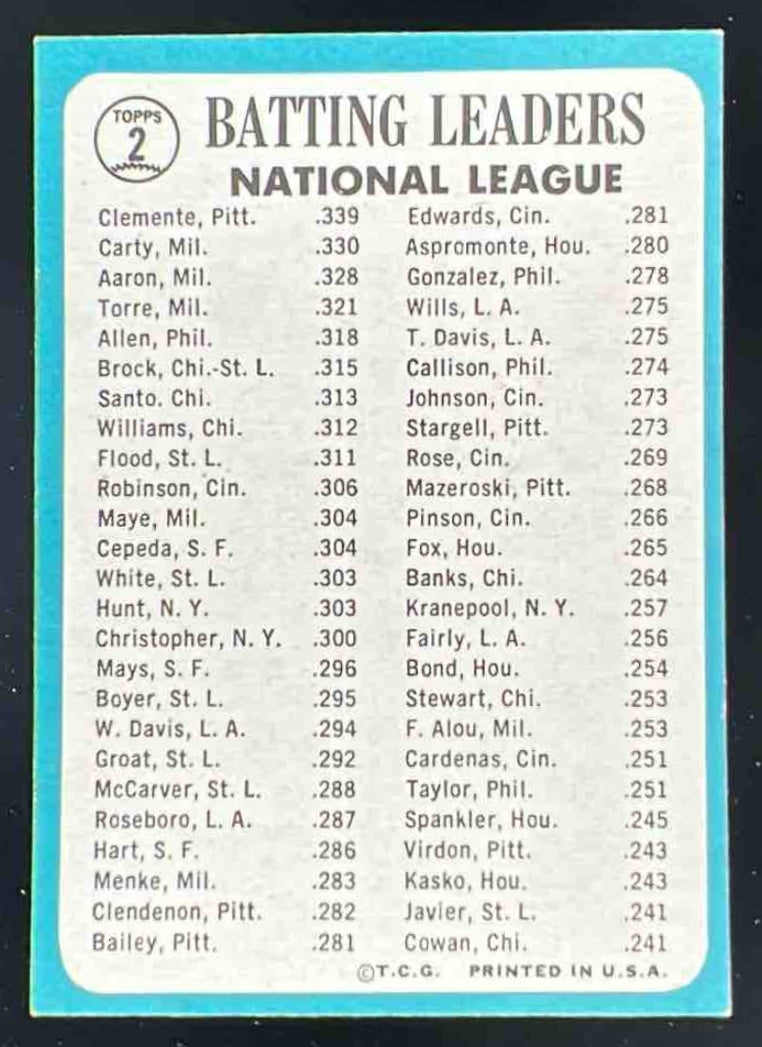 TOPPS
2
BATTING LEADERS
NATIONAL LEAGUE
Clemente, Pitt. .339
Carty, Mil. .330
Aaron, Mil. .328
Torre, Mil. .321
Allen, Phil. .318
Brock, Chi.-St. L. .315
Santo. Chi. .313
Williams, Chi. .312
Flood, St. L. .311
Robinson, Cin. .306
Maye, Mil. .304
Cepeda, S. F. .304
White, St. L. .303
Hunt, N. Y. .303
Christopher, N. Y. .300
Mays, S. F. .296
Boyer, St. L. .295
W. Davis, L. A. .294
Groat, St. L. .292
McCarver, St. L. .288
Roseboro, L. A. .287
Hart, S. F. .286
Menke, Mil. .283
Clendenon, Pitt. .282
Bailey, Pitt. .281
Edwards, Cin. .281
Aspromonte, Hou. .280
Gonzalez, Phil. .278
Wills, L. A. .275
T. Davis, L. A. .275
Callison, Phil. .274
Johnson, Cin. .273
Stargell, Pitt. .273
Rose, Cin. .269
Mazeroski, Pitt. .268
Pinson, Cin. .266
Fox, Hou. .265
Banks, Chi. .264
Kranepool, N. Y. .257
Fairly, L. A. .256
Bond, Hou. .254
Stewart, Chi. .253
F. Alou, Mil. .253
Cardenas, Cin. .251
Taylor, Phil. .251
Spankler, Hou. .245
Virdon, Pitt. .243
Kasko, Hou. .243
Javier, St. L. .241
Cowan, Chi. .241
©T.C.G. PRINTED IN U.S.A.